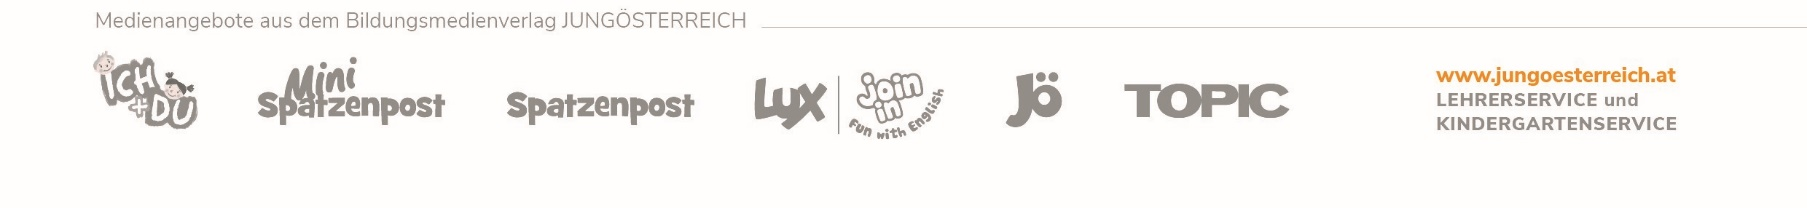 Medienangebote aus dem Bildungsmedienverlag JUNGÖSTERREICH
ICH
+DU
Mini
Spatzenpost
Spatzenpost
LUX
join
in
Fun with English
Jö
TOPIC
www.jungoesterreich.at
LEHRERSERVICE und
KINDERGARTENSERVICE